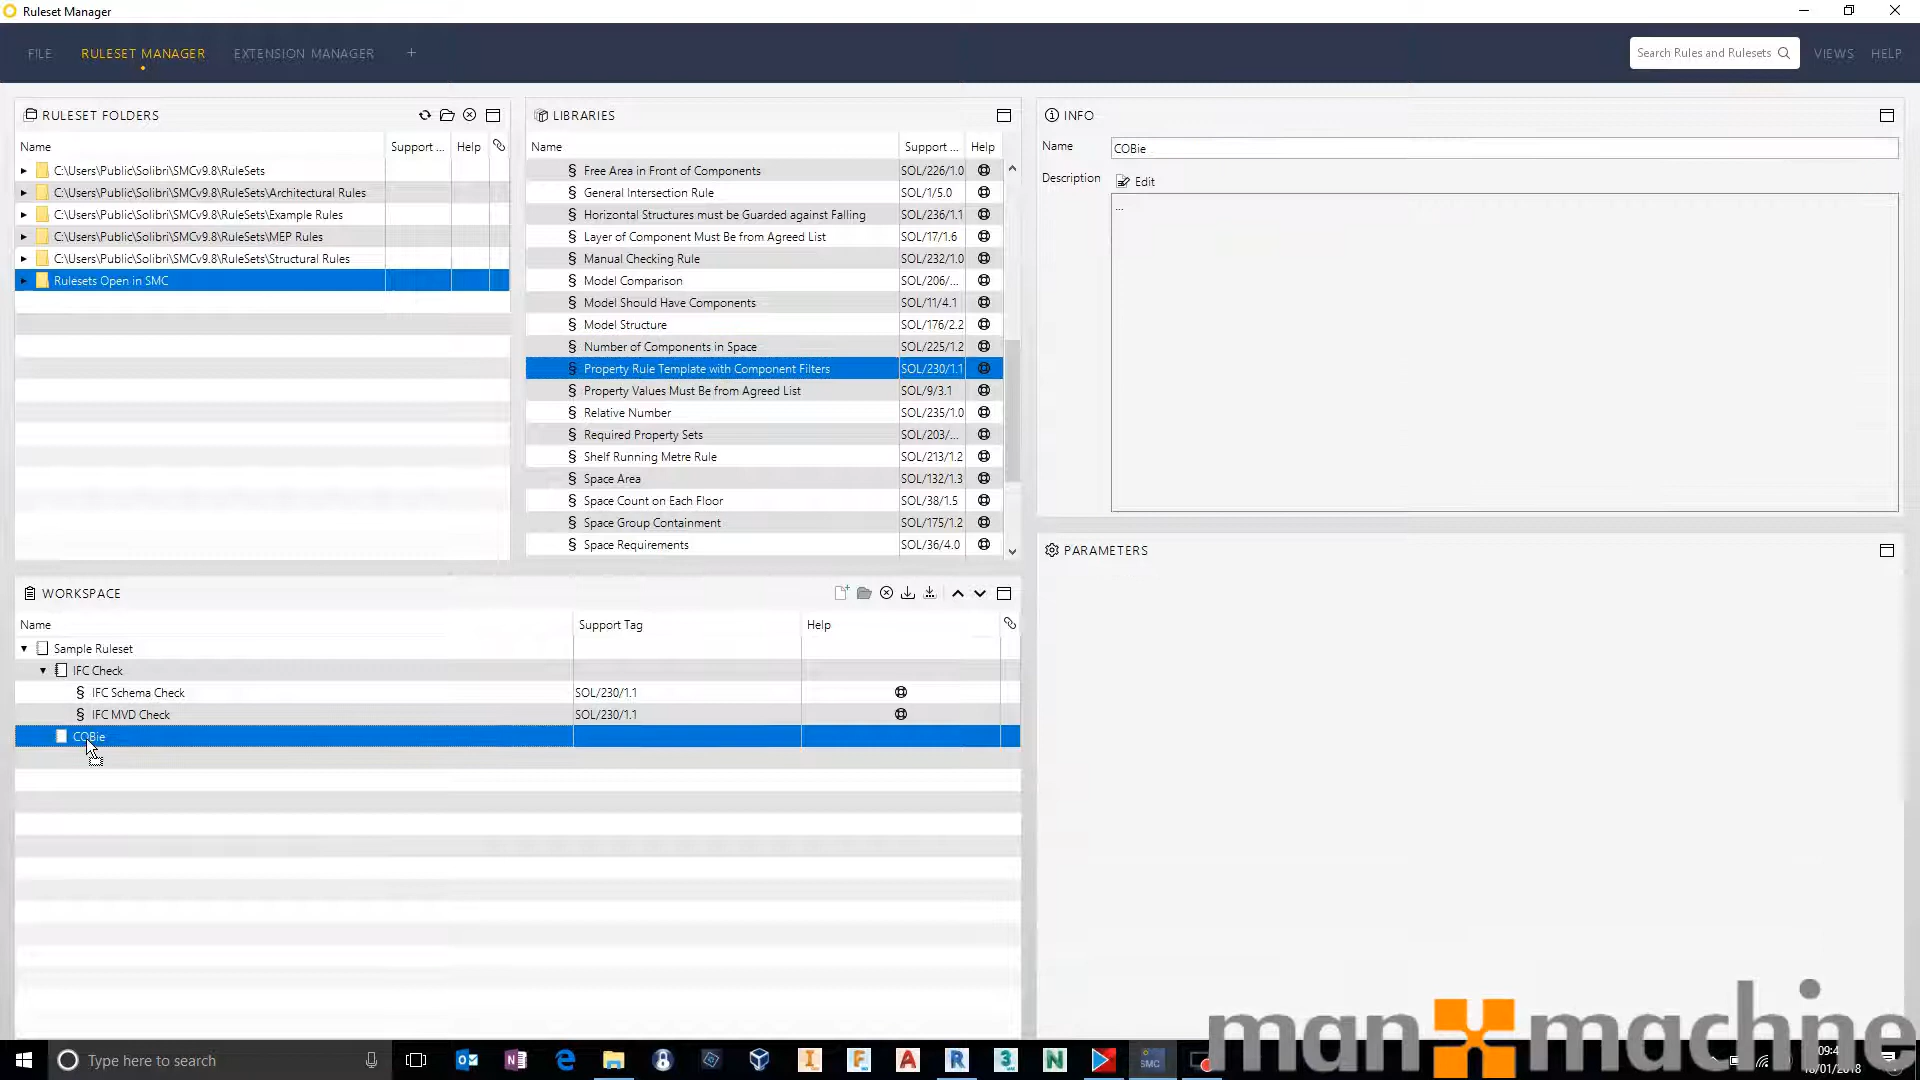 Ruleset Manager
FILE RULESET MANAGER EXTENSION MANAGER + Search Rules and Rulesets VIEWS HELP
RULESET FOLDERS
Name Support ... Help
C:\Users\Public\Solibri\SMCv9.8\RuleSets
C:\Users\Public\Solibri\SMCv9.8\RuleSets\Architectural Rules
C:\Users\Public\Solibri\SMCv9.8\RuleSets\Example Rules
C:\Users\Public\Solibri\SMCv9.8\RuleSets\MEP Rules
C:\Users\Public\Solibri\SMCv9.8\RuleSets\Structural Rules
Rulesets Open in SMC
LIBRARIES
Name Support ... Help
§ Free Area in Front of Components SOL/226/1.0
§ General Intersection Rule SOL/1/5.0
§ Horizontal Structures must be Guarded against Falling SOL/236/1.1
§ Layer of Component Must Be from Agreed List SOL/17/1.6
§ Manual Checking Rule SOL/232/1.0
§ Model Comparison SOL/206/...
§ Model Should Have Components SOL/11/4.1
§ Model Structure SOL/176/2.2
§ Number of Components in Space SOL/225/1.2
§ Property Rule Template with Component Filters SOL/230/1.1
§ Property Values Must Be from Agreed List SOL/9/3.1
§ Relative Number SOL/235/1.0
§ Required Property Sets SOL/203/...
§ Shelf Running Metre Rule SOL/213/1.2
§ Space Area SOL/132/1.3
§ Space Count on Each Floor SOL/38/1.5
§ Space Group Containment SOL/175/1.2
§ Space Requirements SOL/36/4.0
INFO
Name COBie
Description Edit
...
PARAMETERS
WORKSPACE
Name Support Tag Help
Sample Ruleset
IFC Check
§ IFC Schema Check SOL/230/1.1
§ IFC MVD Check SOL/230/1.1
COBie
man machine
Type here to search
SMC